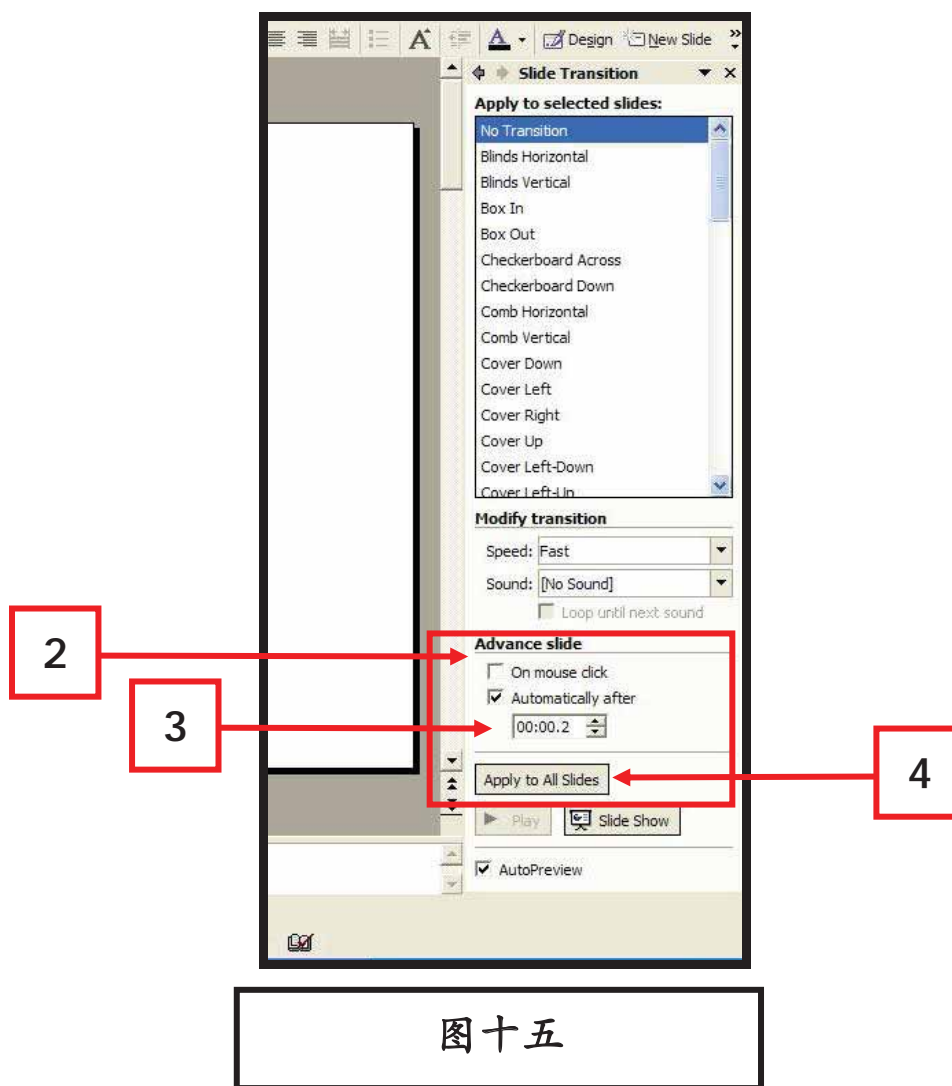 A
A
Design
New Slide
Slide Transition
Apply to selected slides:
No Transition
Blinds Horizontal
Blinds Vertical
Box In
Box Out
Checkerboard Across
Checkerboard Down
Comb Horizontal
Comb Vertical
Cover Down
Cover Left
Cover Right
Cover Up
Cover Left-Down
Cover Left-Up
Modify transition
Speed: Fast
Sound: [No Sound]
Loop until next sound
2
Advance slide
On mouse click
Automatically after
3
00:00.2
Apply to All Slides
4
Play
Slide Show
AutoPreview
图十五